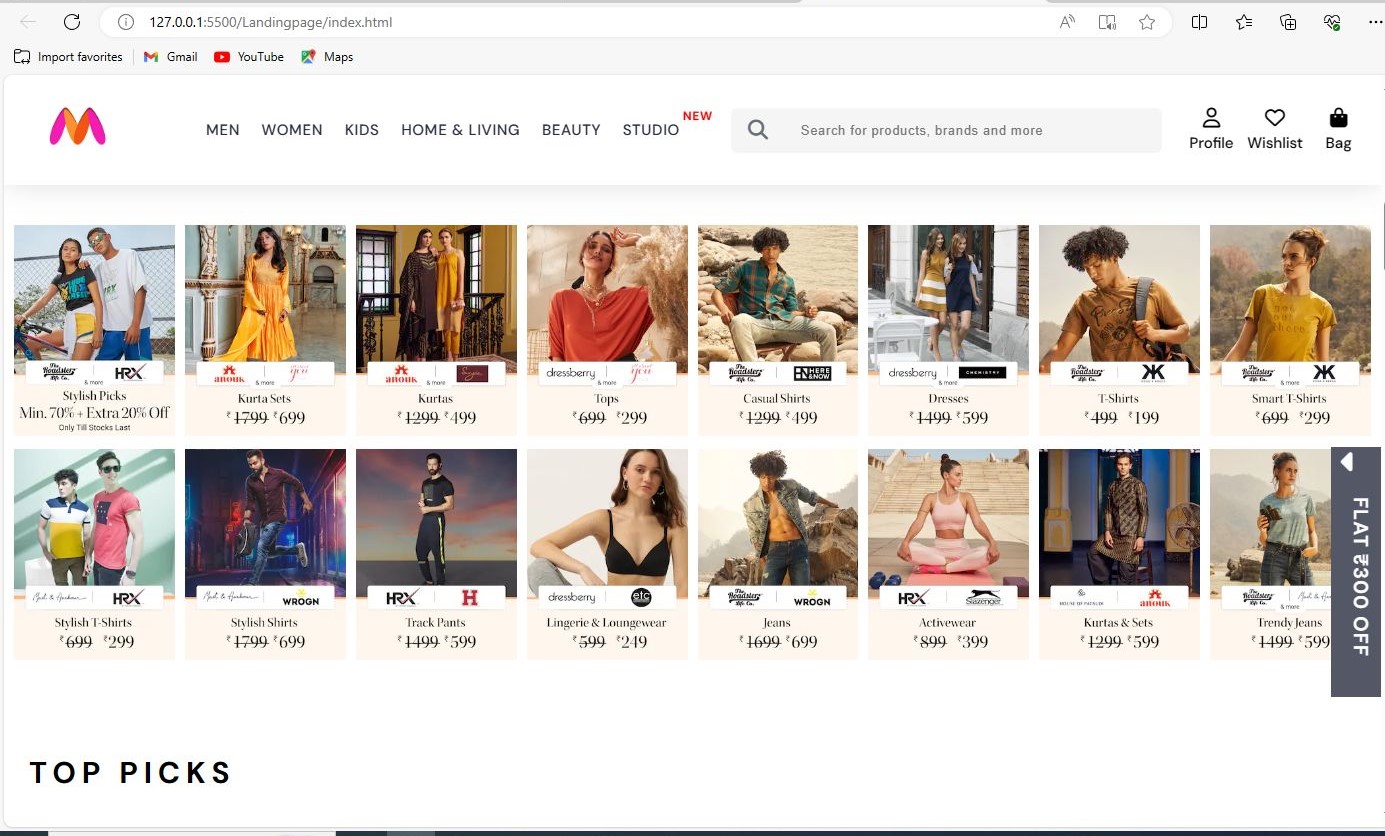 127.0.0.1:5500/Landingpage/index.html
Import favorites Gmail YouTube Maps
MEN WOMEN KIDS HOME & LIVING BEAUTY STUDIO NEW
Search for products, brands and more
Profile Wishlist Bag
The Roadster Life Co. HRX
& more
Stylish Picks
Min. 70% + Extra 20% Off
Only Till Stocks Last
anouk you
& more
Kurta Sets
₹1799 ₹699
anouk
& more
Kurtas
₹1299 ₹499
dressberry you
& more
Tops
₹699 ₹299
The Roadster Life Co. HERE&NOW
Casual Shirts
₹1299 ₹499
dressberry CHEMISTRY
& more
Dresses
₹1499 ₹599
The Roadster Life Co.
T-Shirts
₹499 ₹199
The Roadster Life Co.
& more
Smart T-Shirts
₹699 ₹299
Mast & Harbour HRX
Stylish T-Shirts
₹699 ₹299
Mast & Harbour WROGN
Stylish Shirts
₹1799 ₹699
HRX H
Track Pants
₹1499 ₹599
dressberry etc
Lingerie & Loungewear
₹599 ₹249
The Roadster Life Co. WROGN
Jeans
₹1699 ₹699
HRX Slazenger
Activewear
₹899 ₹399
HOUSE OF PATAUDI anouk
Kurtas & Sets
₹1299 ₹599
The Roadster Life Co.
& more
Trendy Jeans
₹1499 ₹599
FLAT ₹300 OFF
TOP PICKS